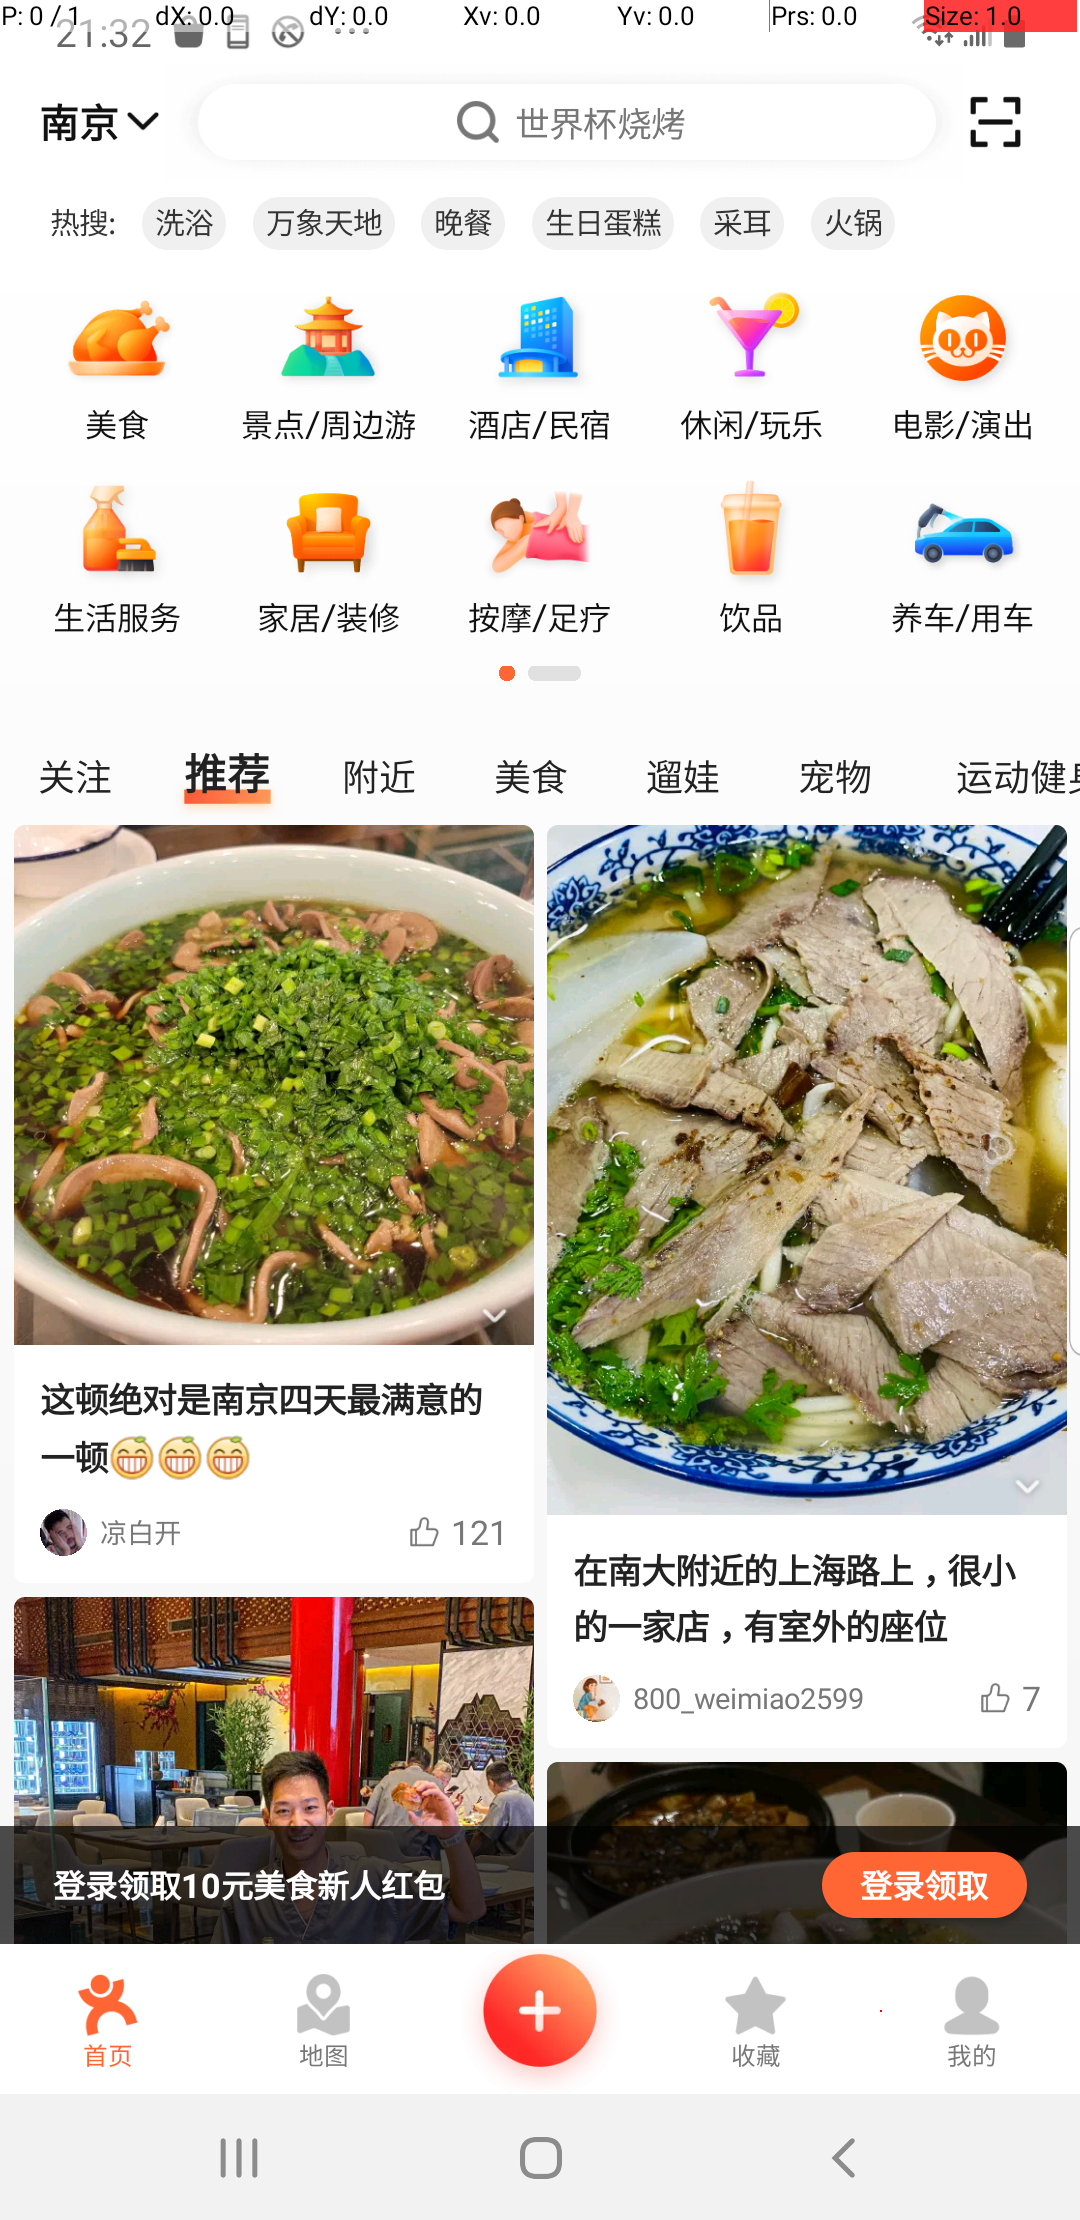 P: 0 / 1 dX: 0.0 dY: 0.0 Xv: 0.0 Yv: 0.0 Prs: 0.0 Size: 1.0
21:32
南京 世界杯烧烤
热搜: 洗浴 万象天地 晚餐 生日蛋糕 采耳 火锅
美食 景点/周边游 酒店/民宿 休闲/玩乐 电影/演出
生活服务 家居/装修 按摩/足疗 饮品 养车/用车
关注 推荐 附近 美食 遛娃 宠物 运动健身
这顿绝对是南京四天最满意的
一顿😁😁😁
凉白开 121
在南大附近的上海路上，很小
的一家店，有室外的座位
800_weimiao2599 7
登录领取10元美食新人红包 登录领取
首页 地图 收藏 我的